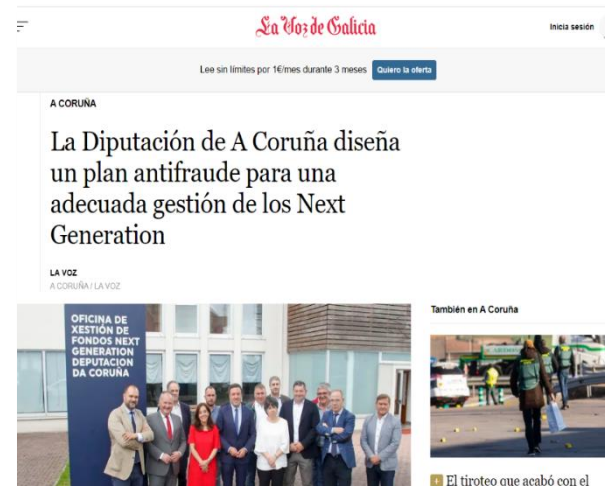 La Voz de Galicia
Inicia sesión
Lee sin límites por 1€/mes durante 3 meses Quiero la oferta
A CORUÑA
La Diputación de A Coruña diseña
un plan antifraude para una
adecuada gestión de los Next
Generation
LA VOZ
A CORUÑA / LA VOZ
OFICINA DE
XESTIÓN DE
FONDOS NEXT
GENERATION
DEPUTACION
DA CORUÑA
También en A Coruña
El tiroteo que acabó con el